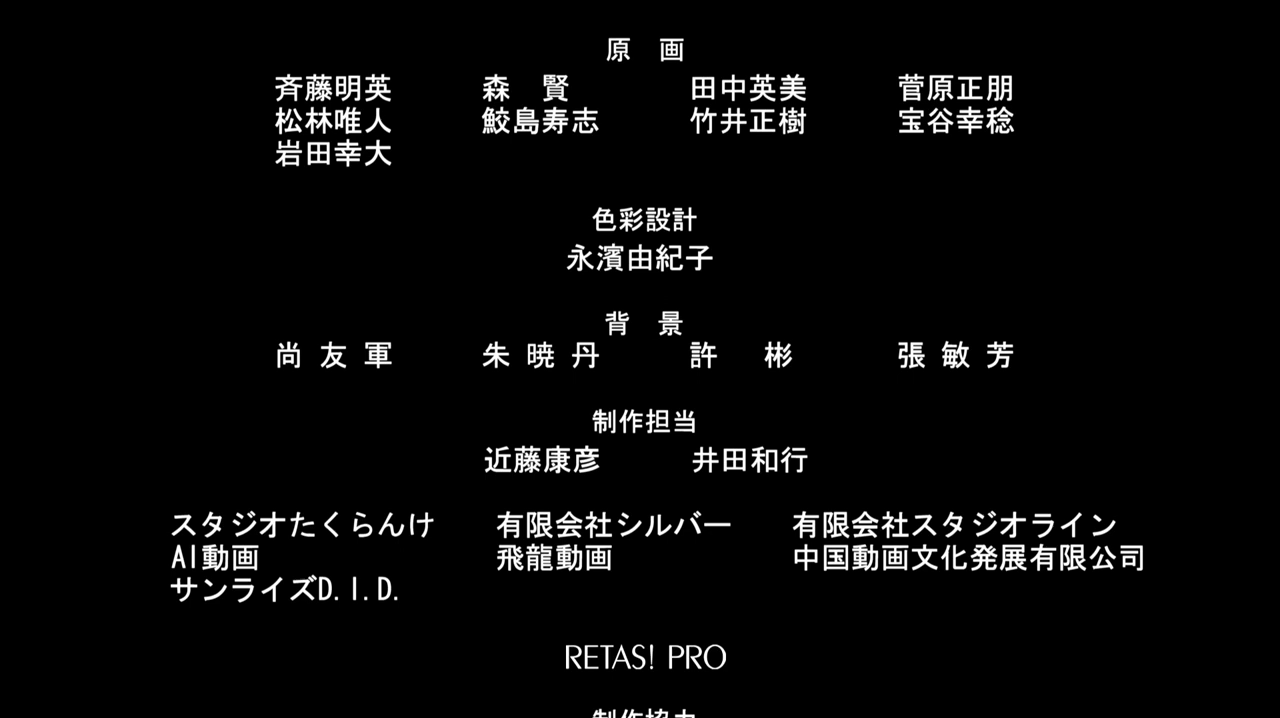 原　画
斉藤明英　森　賢　田中英美　菅原正朋
松林唯人　鮫島寿志　竹井正樹　宝谷幸稔
岩田幸大
色彩設計
永濱由紀子
背　景
尚友軍　朱暁丹　許　彬　張敏芳
制作担当
近藤康彦　井田和行
スタジオたくらんけ　有限会社シルバー　有限会社スタジオライン
AI動画　飛龍動画　中国動画文化発展有限公司
サンライズD.I.D.
RETAS! PRO
制作協力